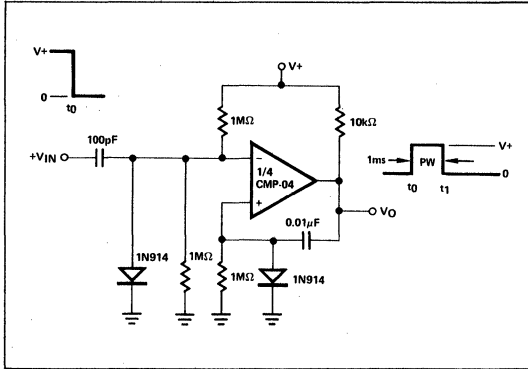 V+
0
t0
+VIN
100pF
1MΩ
V+
10kΩ
−
1/4
CMP-04
+
0.01μF
VO
1N914
1MΩ
1MΩ
1N914
1ms
PW
V+
0
t0
t1